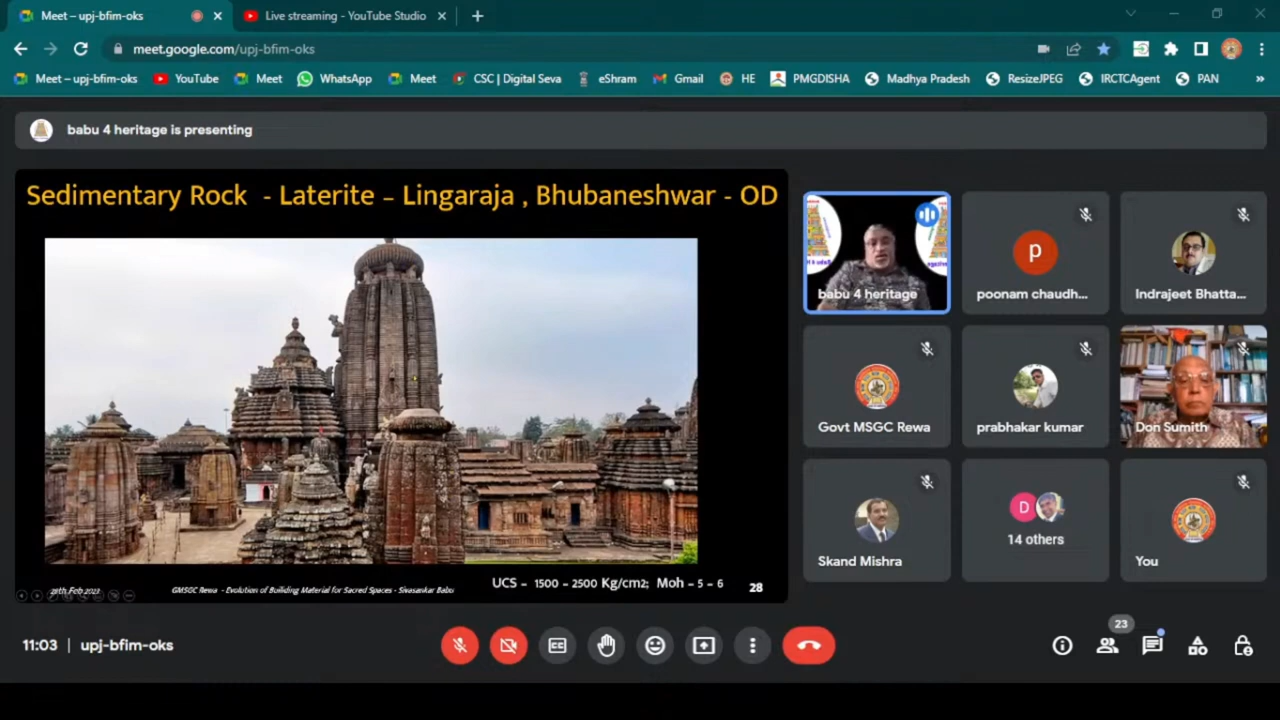 Meet – upj-bfim-oks
Live streaming - YouTube Studio
meet.google.com/upj-bfim-oks
Meet – upj-bfim-oks YouTube Meet WhatsApp Meet CSC | Digital Seva eShram Gmail HE PMGDISHA Madhya Pradesh ResizeJPEG IRCTCAgent PAN »
babu 4 heritage is presenting
Sedimentary Rock - Laterite – Lingaraja , Bhubaneshwar - OD
babu 4 heritage
p
poonam chaudh...
Indrajeet Bhatta...
Govt MSGC Rewa
prabhakar kumar
Don Sumith
Skand Mishra
D
14 others
You
28th Feb 2023
GMSGC Rewa - Evolution of Building Material for Sacred Spaces - Sivasankar Babu
UCS – 1500 – 2500 Kg/cm2; Moh – 5 – 6
28
23
11:03 | upj-bfim-oks